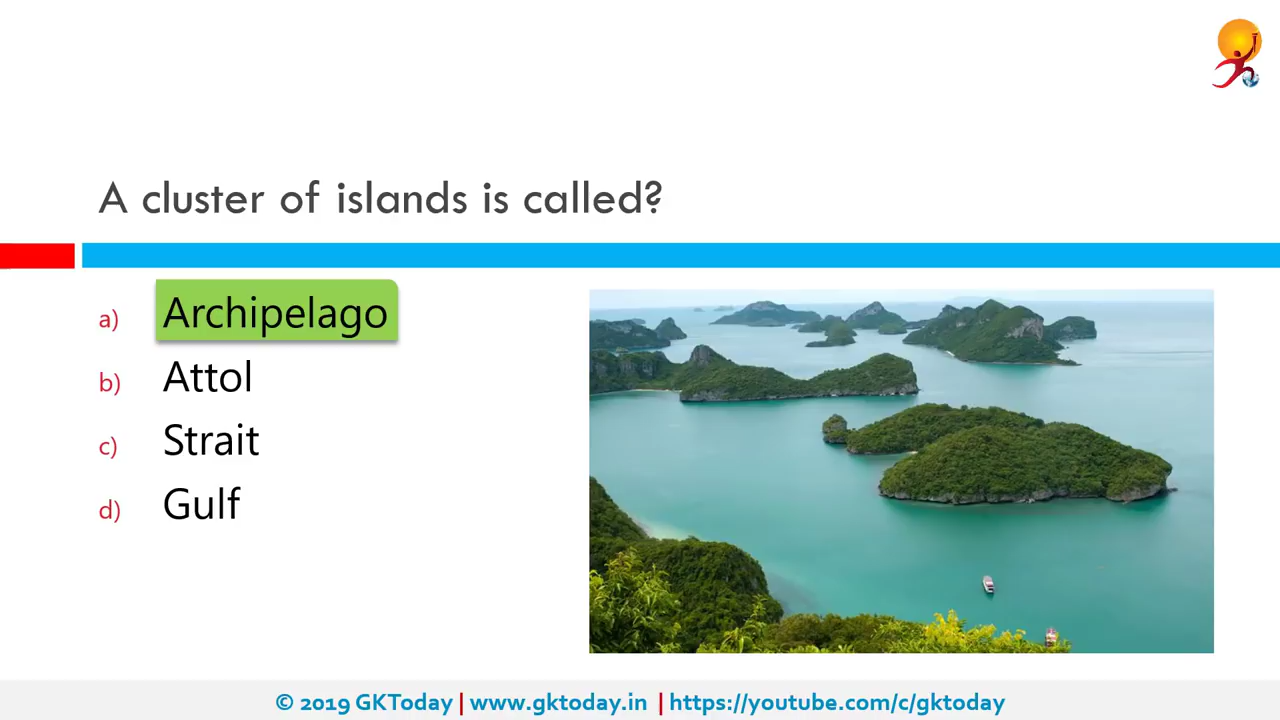 A cluster of islands is called?
a) Archipelago
b) Attol
c) Strait
d) Gulf
© 2019 GKToday | www.gktoday.in | https://youtube.com/c/gktoday